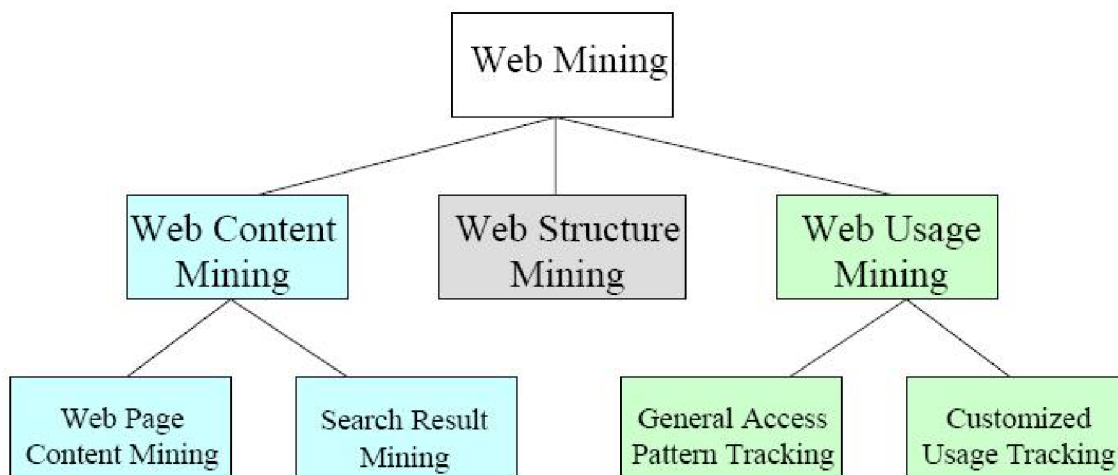 Web Mining
Web Content
Mining
Web Structure
Mining
Web Usage
Mining
Web Page
Content Mining
Search Result
Mining
General Access
Pattern Tracking
Customized
Usage Tracking